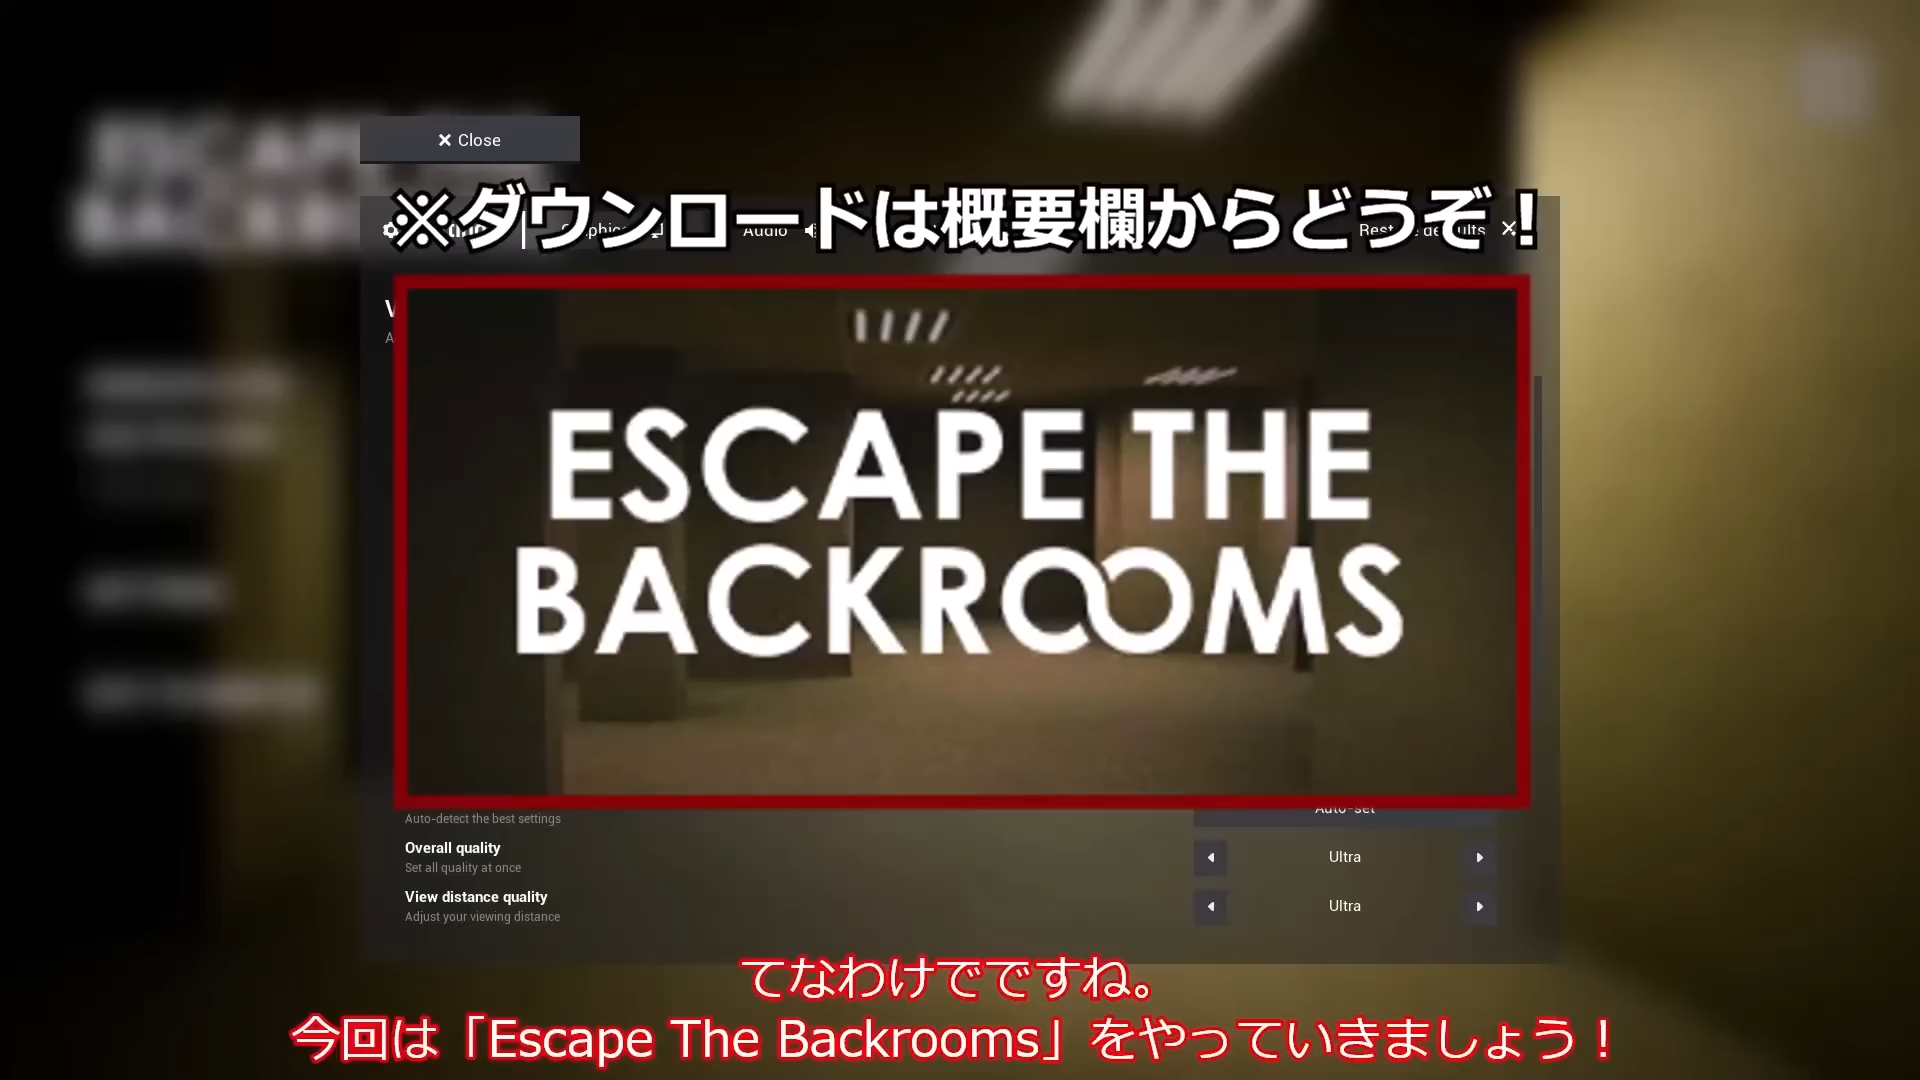 Close
※ダウンロードは概要欄からどうぞ！
Audio
ESCAPE THE
BACKROOMS
Auto-detect the best settings
Auto-set
Overall quality
Set all quality at once
Ultra
View distance quality
Adjust your viewing distance
Ultra
てなわけでですね。
今回は「Escape The Backrooms」をやっていきましょう！